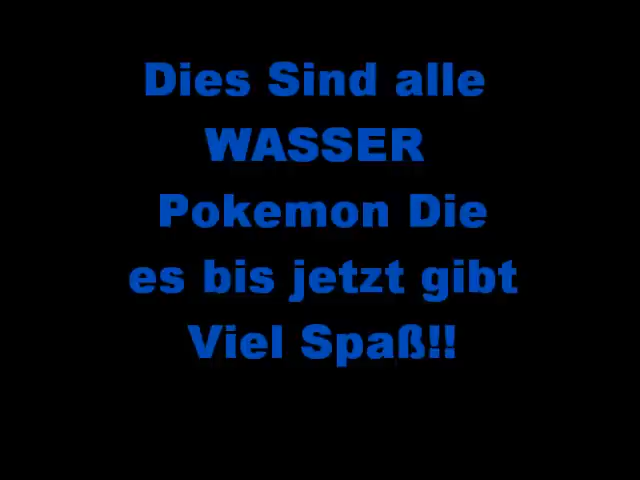 Dies Sind alle
WASSER
Pokemon Die
es bis jetzt gibt
Viel Spaß!!